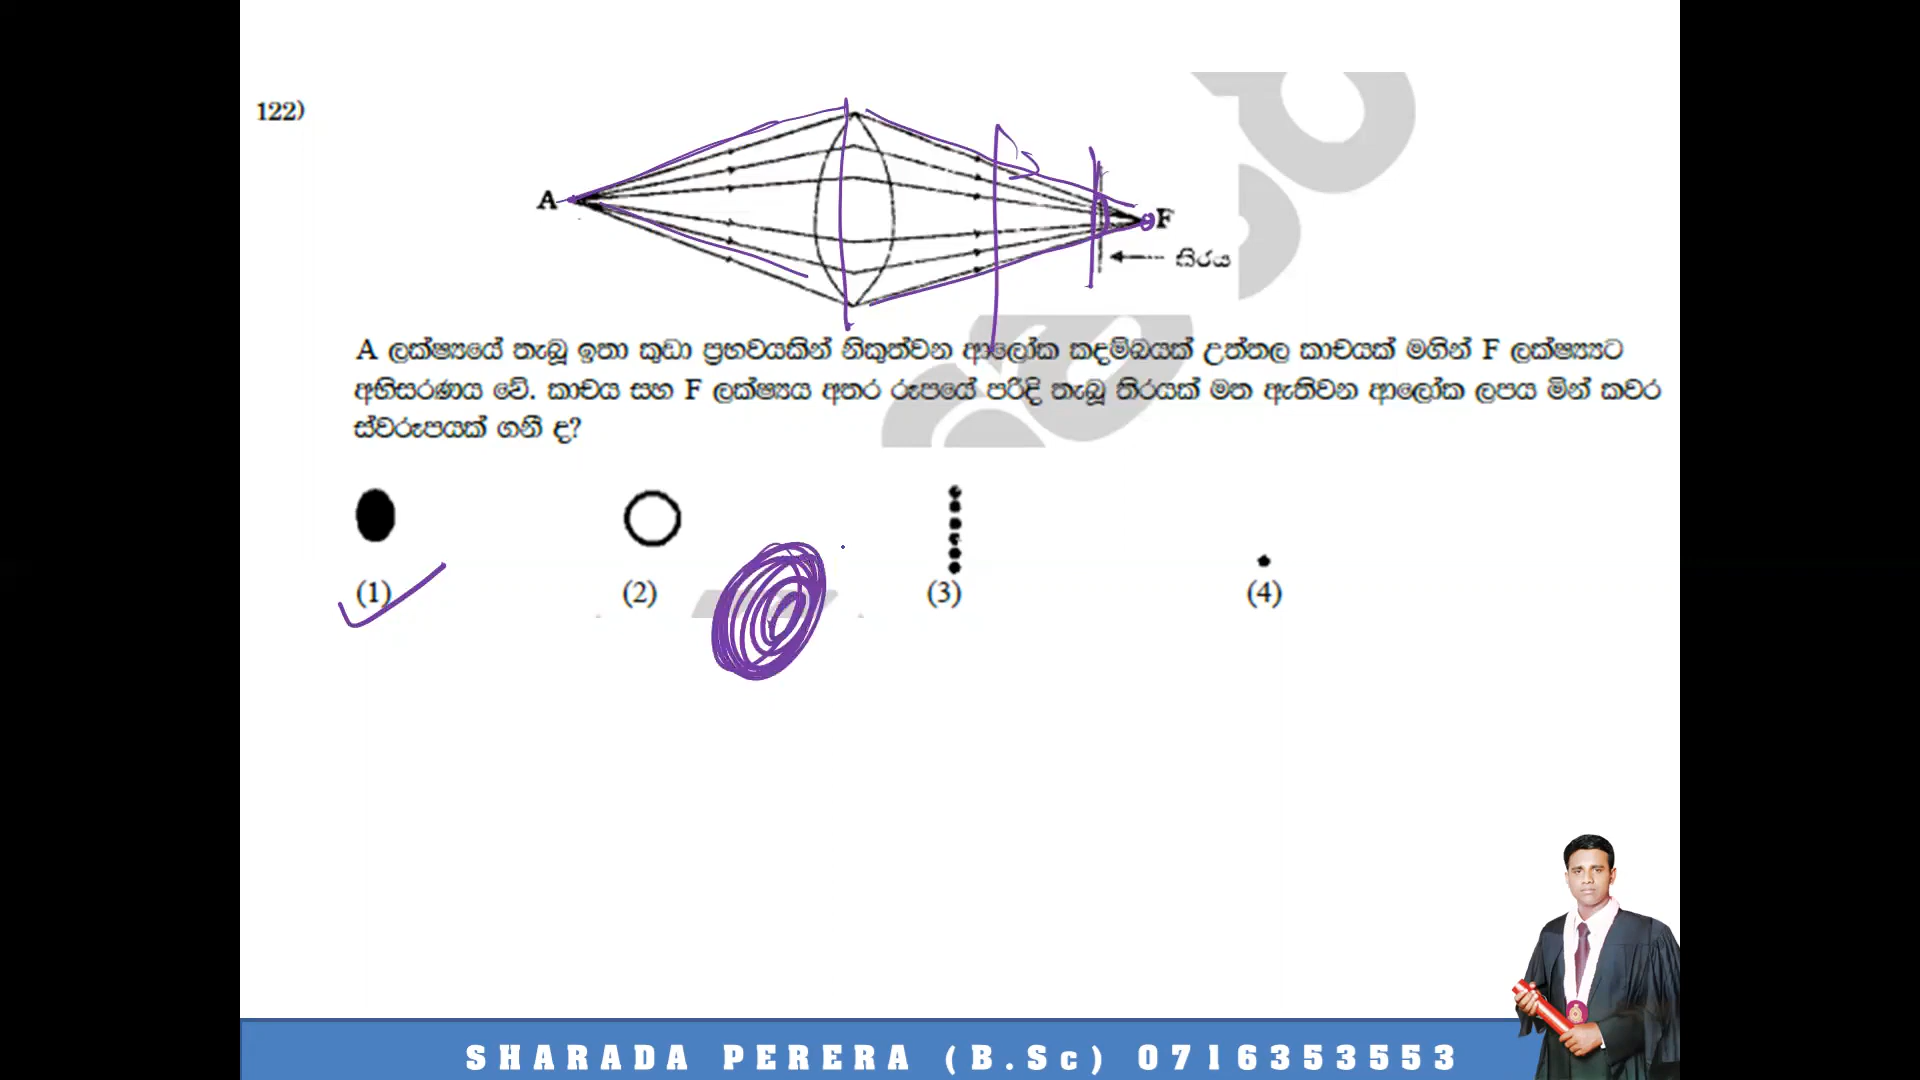 122)
A
F
තිරය
A ලක්ෂ්‍යයේ තැබූ ඉතා කුඩා ප්‍රභවයකින් නිකුත්වන ආලෝක කදම්බයක් උත්තල කාචයක් මගින් F ලක්ෂ්‍යයට
අභිසරණය වේ. කාචය සහ F ලක්ෂ්‍යය අතර රූපයේ පරිදි තැබූ තිරයක් මත ඇතිවන ආලෝක ලපය මින් කවර
ස්වරූපයක් ගනී ද?
(1) (2) (3) (4)
SHARADA PERERA (B.Sc) 0716353553